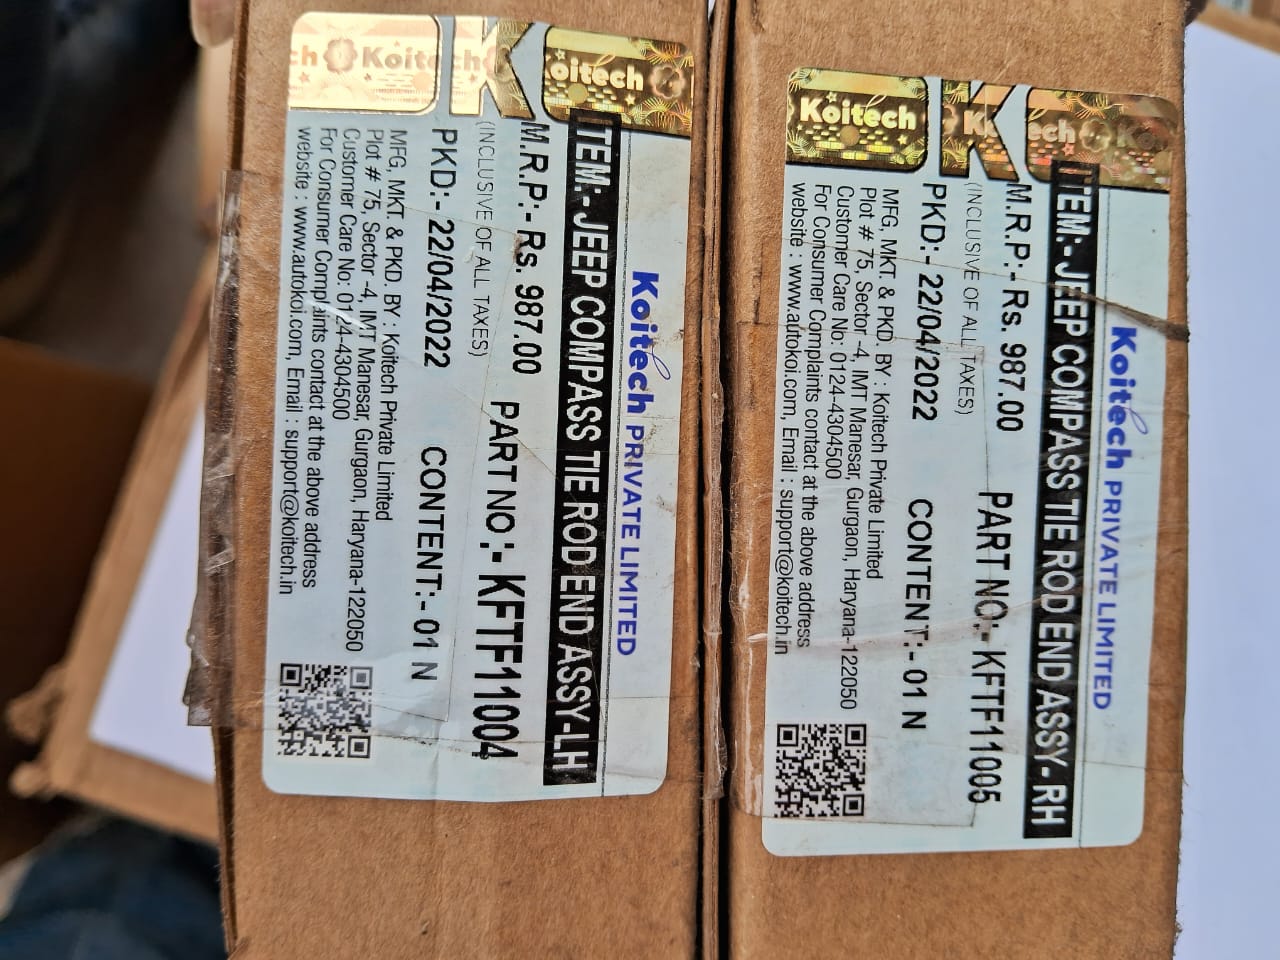 Koitech
Koitech PRIVATE LIMITED
ITEM:- JEEP COMPASS TIE ROD END ASSY-LH
M.R.P:- Rs. 987.00
(INCLUSIVE OF ALL TAXES)
PART NO:- KFTF11004
PKD:- 22/04/2022 CONTENT:- 01 N
MFG, MKT. & PKD. BY : Koitech Private Limited
Plot # 75, Sector -4, IMT Manesar, Gurgaon, Haryana-122050
Customer Care No: 0124-4304500
For Consumer Complaints contact at the above address
website : www.autokoi.com, Email : support@koitech.in
Koitech
Koitech PRIVATE LIMITED
ITEM:- JEEP COMPASS TIE ROD END ASSY- RH
M.R.P:- Rs. 987.00
(INCLUSIVE OF ALL TAXES)
PART NO:- KFTF11005
PKD:- 22/04/2022 CONTENT:- 01 N
MFG, MKT. & PKD. BY : Koitech Private Limited
Plot # 75, Sector -4, IMT Manesar, Gurgaon, Haryana-122050
Customer Care No: 0124-4304500
For Consumer Complaints contact at the above address
website : www.autokoi.com, Email : support@koitech.in